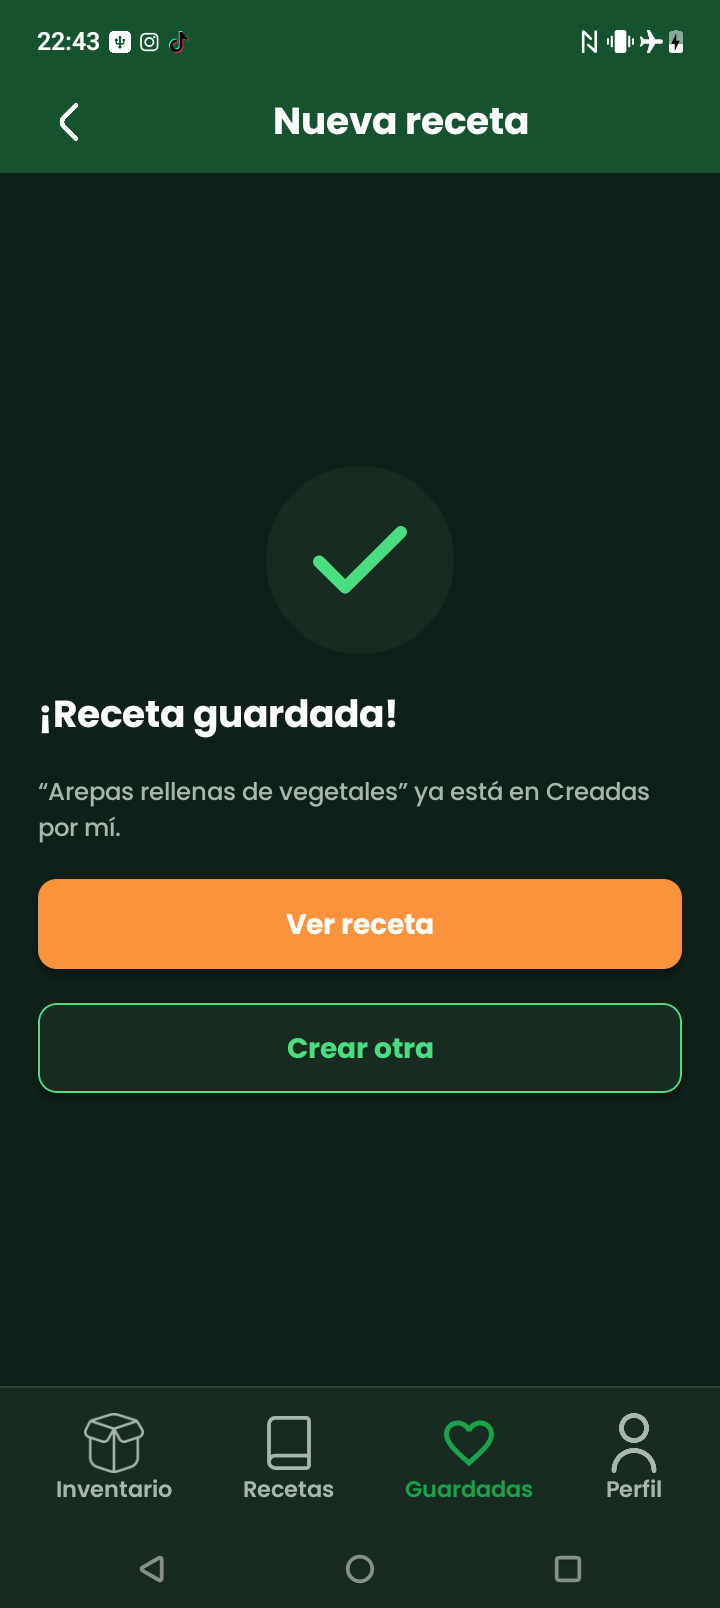 22:43
Nueva receta
¡Receta guardada!
“Arepas rellenas de vegetales” ya está en Creadas
por mí.
Ver receta
Crear otra
Inventario
Recetas
Guardadas
Perfil